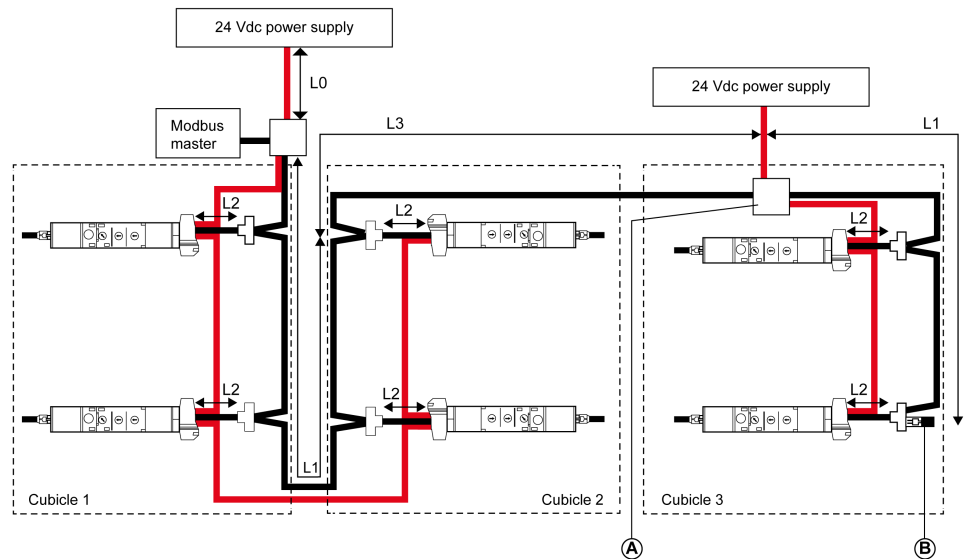 24 Vdc power supply
L0
24 Vdc power supply
Modbus
master
L3
L1
L2
L2
L2
L2
L2
L2
L1
Cubicle 1
Cubicle 2
Cubicle 3
A
B